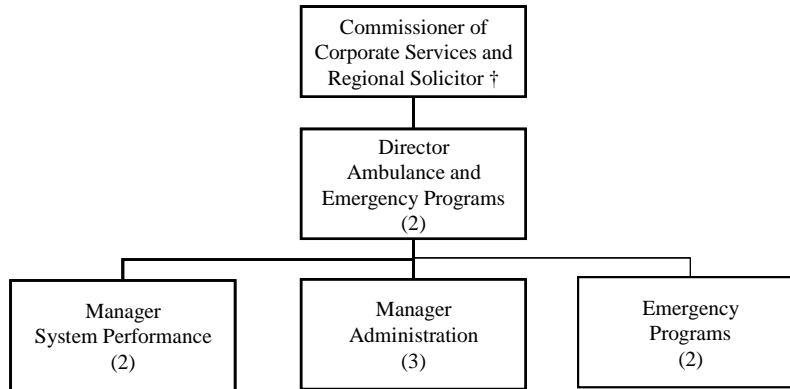 Commissioner of
Corporate Services and
Regional Solicitor †
Director
Ambulance and
Emergency Programs
(2)
Manager
System Performance
(2)
Manager
Administration
(3)
Emergency
Programs
(2)